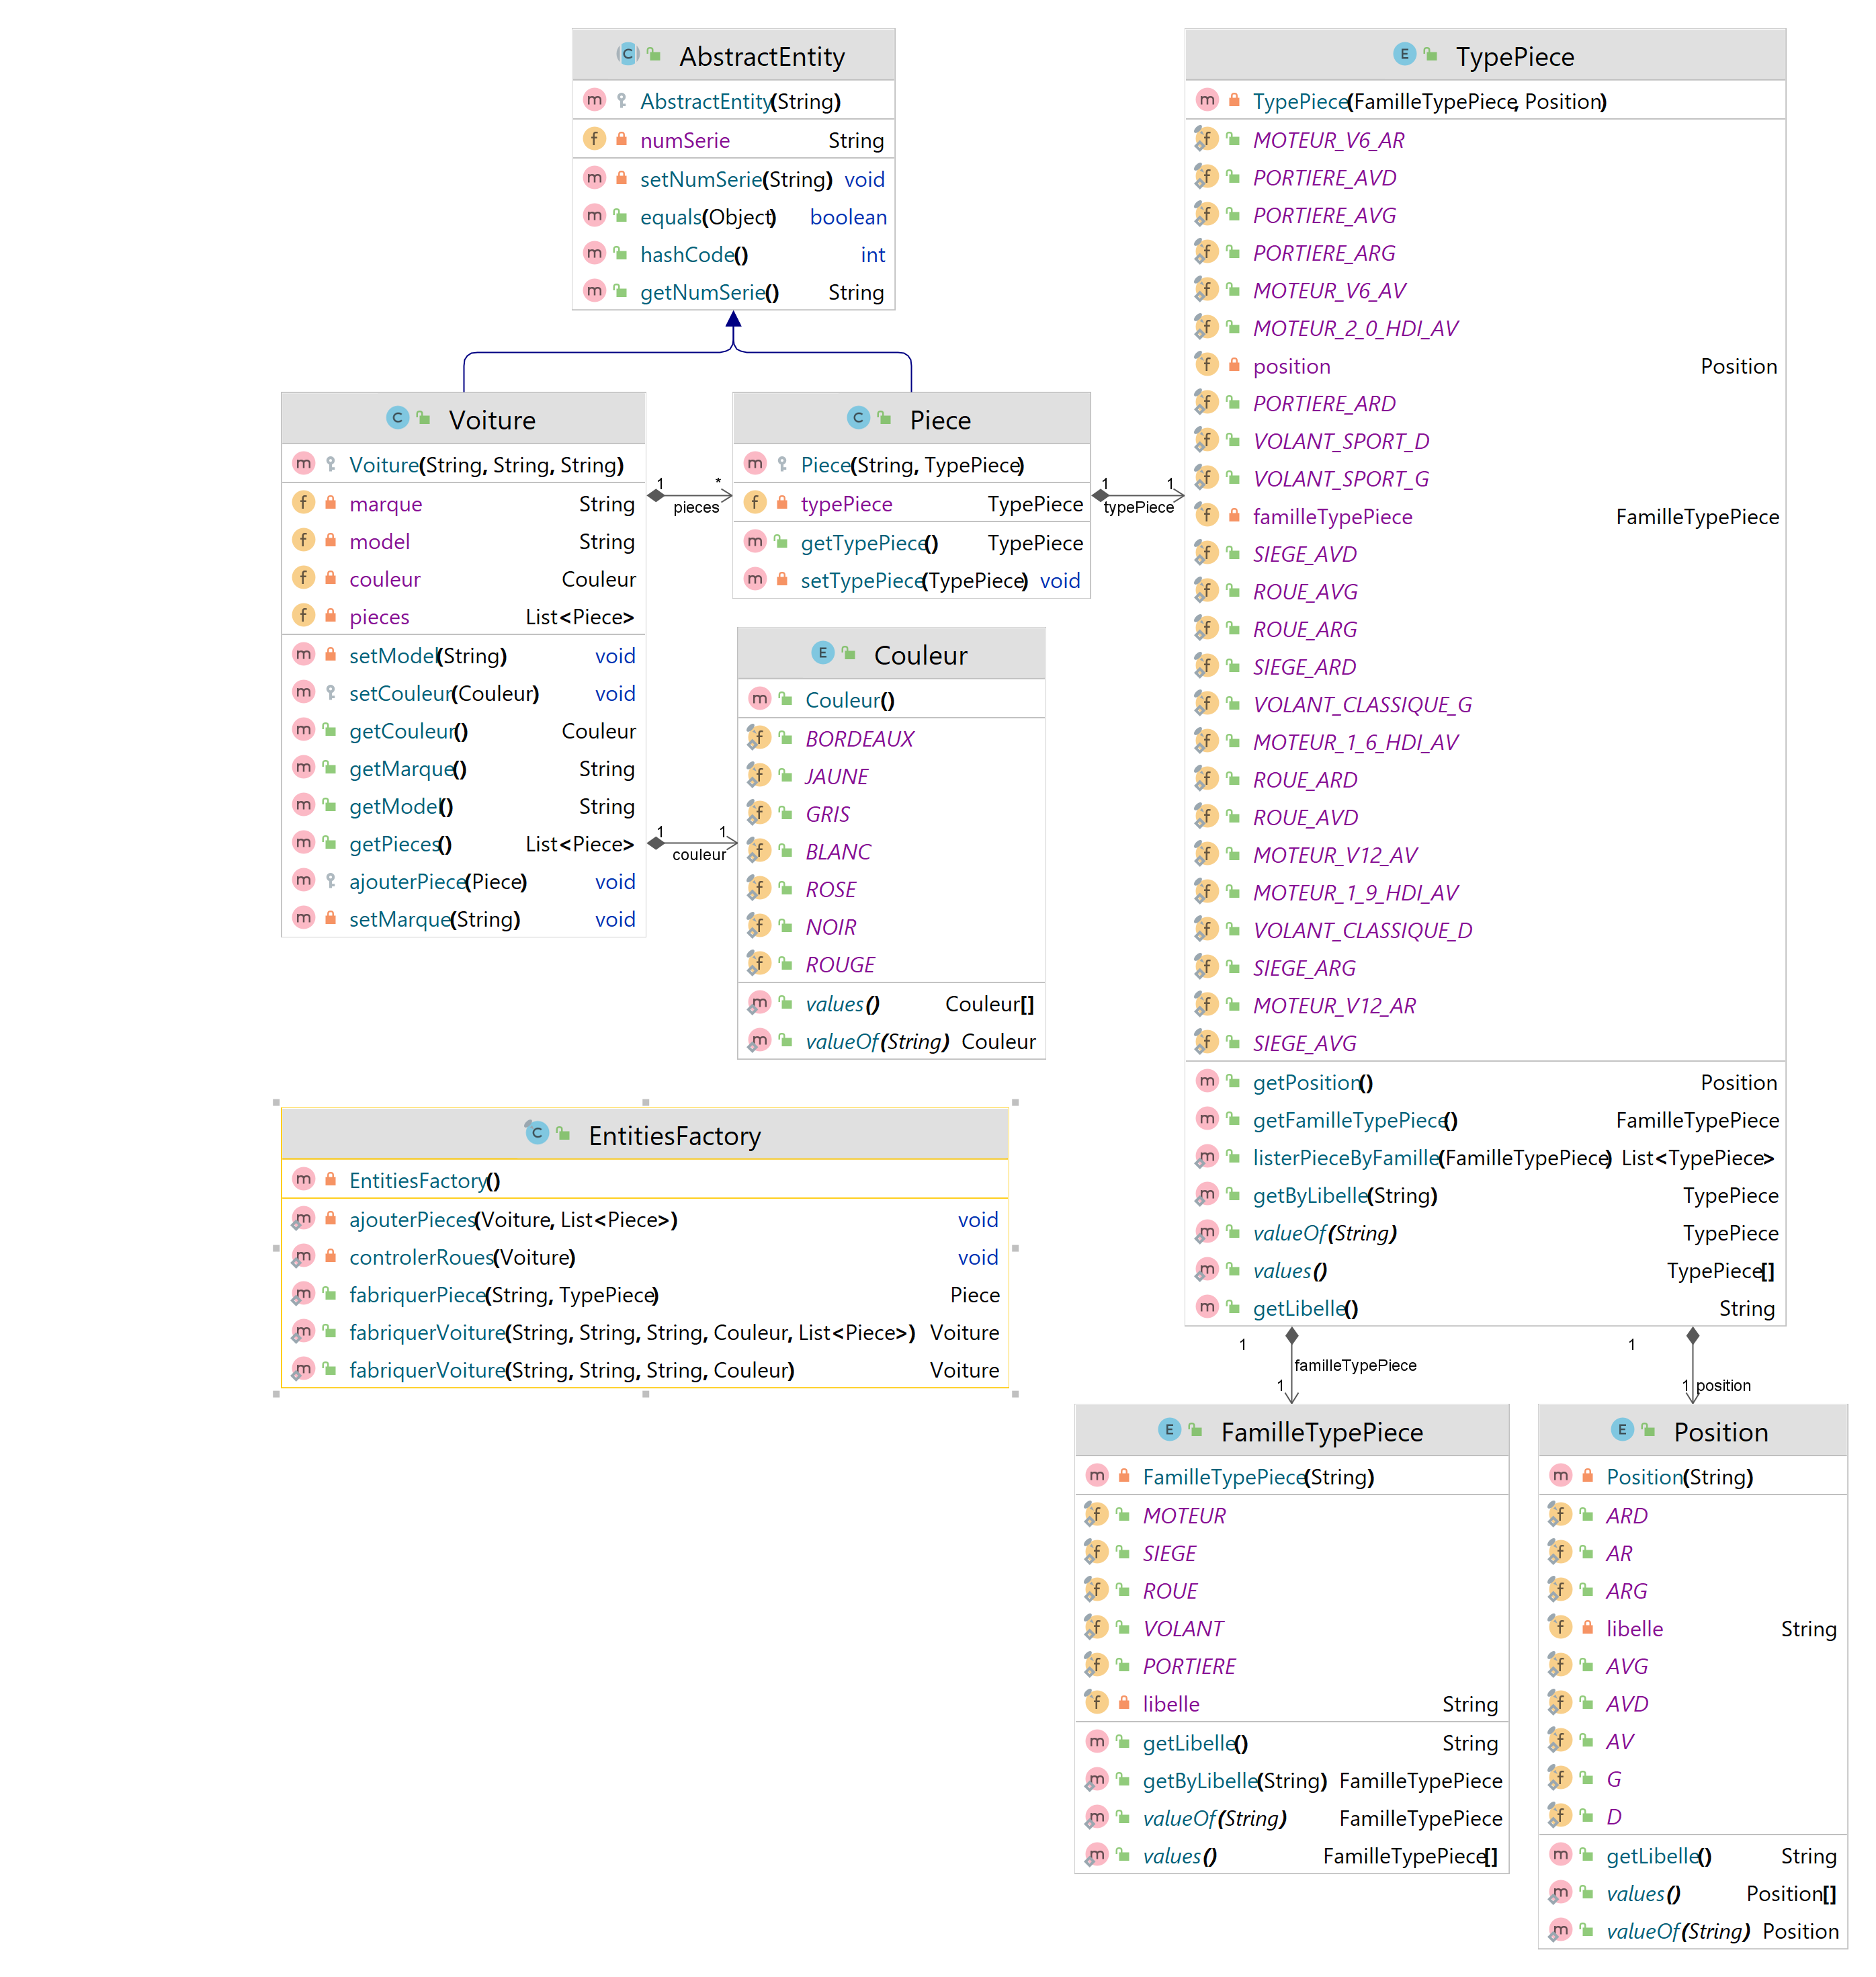 AbstractEntity
AbstractEntity(String)
numSerie String
setNumSerie(String) void
equals(Object) boolean
hashCode() int
getNumSerie() String
Voiture
Voiture(String, String, String)
marque String
model String
couleur Couleur
pieces List<Piece>
setModel(String) void
setCouleur(Couleur) void
getCouleur() Couleur
getMarque() String
getModel() String
getPieces() List<Piece>
ajouterPiece(Piece) void
setMarque(String) void
1 *
pieces
1 1
couleur
Piece
Piece(String, TypePiece)
typePiece TypePiece
getTypePiece() TypePiece
setTypePiece(TypePiece) void
1 1
typePiece
Couleur
Couleur()
BORDEAUX
JAUNE
GRIS
BLANC
ROSE
NOIR
ROUGE
values() Couleur[]
valueOf(String) Couleur
EntitiesFactory
EntitiesFactory()
ajouterPieces(Voiture, List<Piece>) void
controlerRoues(Voiture) void
fabriquerPiece(String, TypePiece) Piece
fabriquerVoiture(String, String, String, Couleur, List<Piece>) Voiture
fabriquerVoiture(String, String, String, Couleur) Voiture
TypePiece
TypePiece(FamilleTypePiece, Position)
MOTEUR_V6_AR
PORTIERE_AVD
PORTIERE_AVG
PORTIERE_ARG
MOTEUR_V6_AV
MOTEUR_2_0_HDI_AV
position Position
PORTIERE_ARD
VOLANT_SPORT_D
VOLANT_SPORT_G
familleTypePiece FamilleTypePiece
SIEGE_AVD
ROUE_AVG
ROUE_ARG
SIEGE_ARD
VOLANT_CLASSIQUE_G
MOTEUR_1_6_HDI_AV
ROUE_ARD
ROUE_AVD
MOTEUR_V12_AV
MOTEUR_1_9_HDI_AV
VOLANT_CLASSIQUE_D
SIEGE_ARG
MOTEUR_V12_AR
SIEGE_AVG
getPosition() Position
getFamilleTypePiece() FamilleTypePiece
listerPieceByFamille(FamilleTypePiece) List<TypePiece>
getByLibelle(String) TypePiece
valueOf(String) TypePiece
values() TypePiece[]
getLibelle() String
1
familleTypePiece
1
1
1 position
FamilleTypePiece
FamilleTypePiece(String)
MOTEUR
SIEGE
ROUE
VOLANT
PORTIERE
libelle String
getLibelle() String
getByLibelle(String) FamilleTypePiece
valueOf(String) FamilleTypePiece
values() FamilleTypePiece[]
Position
Position(String)
ARD
AR
ARG
libelle String
AVG
AVD
AV
G
D
getLibelle() String
values() Position[]
valueOf(String) Position